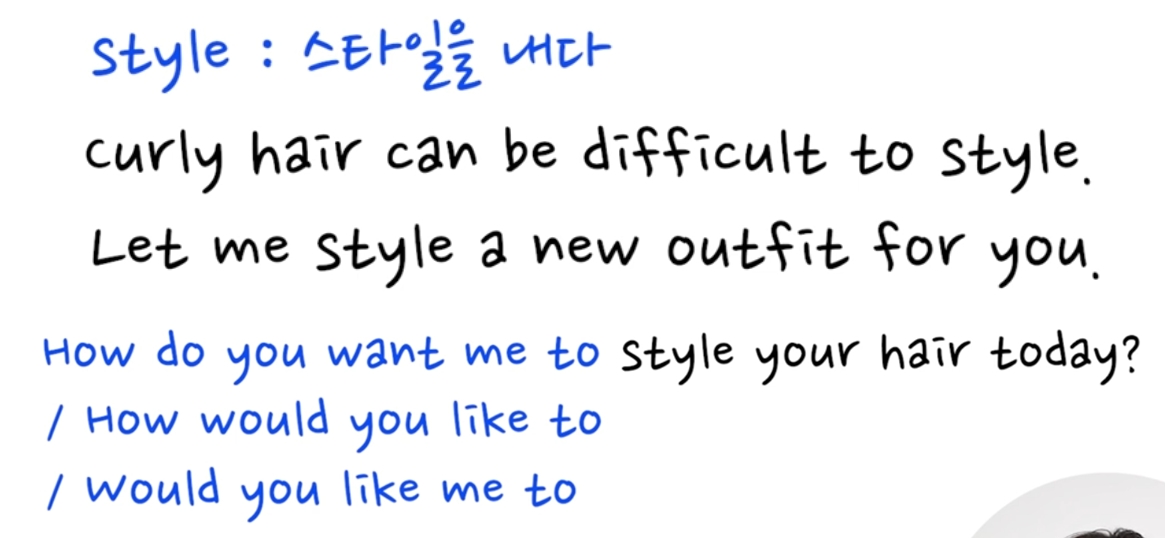 Style : 스타일을 내다
curly hair can be difficult to style.
Let me style a new outfit for you.
How do you want me to style your hair today?
/ How would you like to
/ Would you like me to